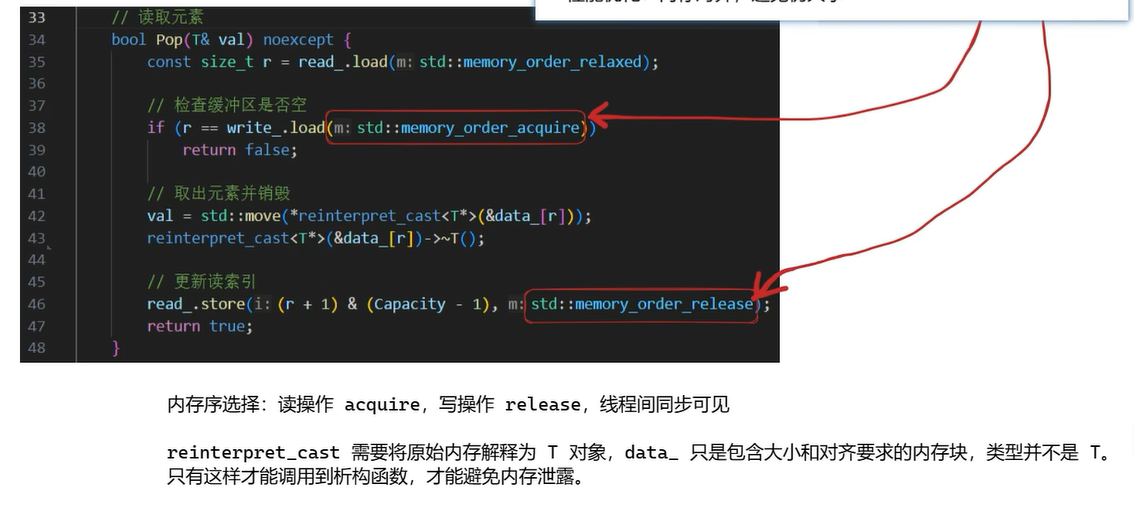 33 // 读取元素
34 bool Pop(T& val) noexcept {
35 const size_t r = read_.load(m: std::memory_order_relaxed);
36
37 // 检查缓冲区是否空
38 if (r == write_.load(m: std::memory_order_acquire))
39 return false;
40
41 // 取出元素并销毁
42 val = std::move(*reinterpret_cast<T*>(&data_[r]));
43 reinterpret_cast<T*>(&data_[r])->~T();
44
45 // 更新读索引
46 read_.store(i: (r + 1) & (Capacity - 1), m: std::memory_order_release);
47 return true;
48 }
内存序选择：读操作 acquire，写操作 release，线程间同步可见
reinterpret_cast 需要将原始内存解释为 T 对象，data_ 只是包含大小和对齐要求的内存块，类型并不是 T。
只有这样才能调用到析构函数，才能避免内存泄露。